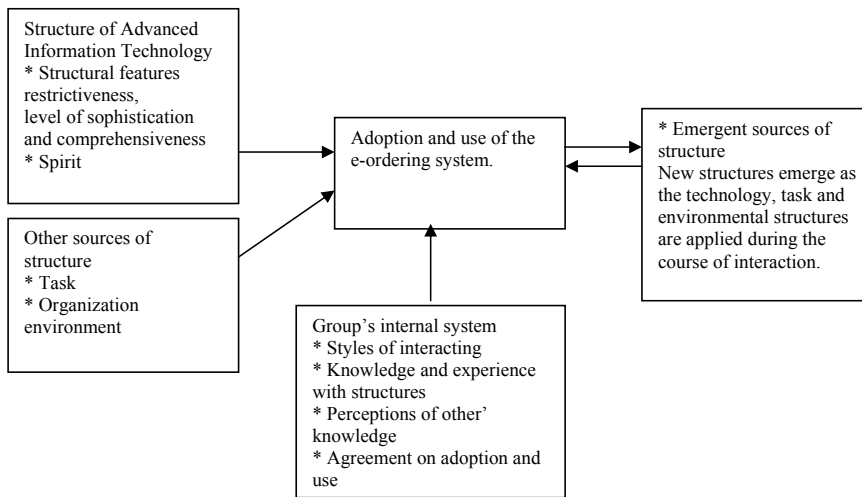 Structure of Advanced
Information Technology
* Structural features
restrictiveness,
level of sophistication
and comprehensiveness
* Spirit
Other sources of
structure
* Task
* Organization
environment
Adoption and use of the
e-ordering system.
Group's internal system
* Styles of interacting
* Knowledge and experience
with structures
* Perceptions of other'
knowledge
* Agreement on adoption and
use
* Emergent sources of
structure
New structures emerge as
the technology, task and
environmental structures
are applied during the
course of interaction.